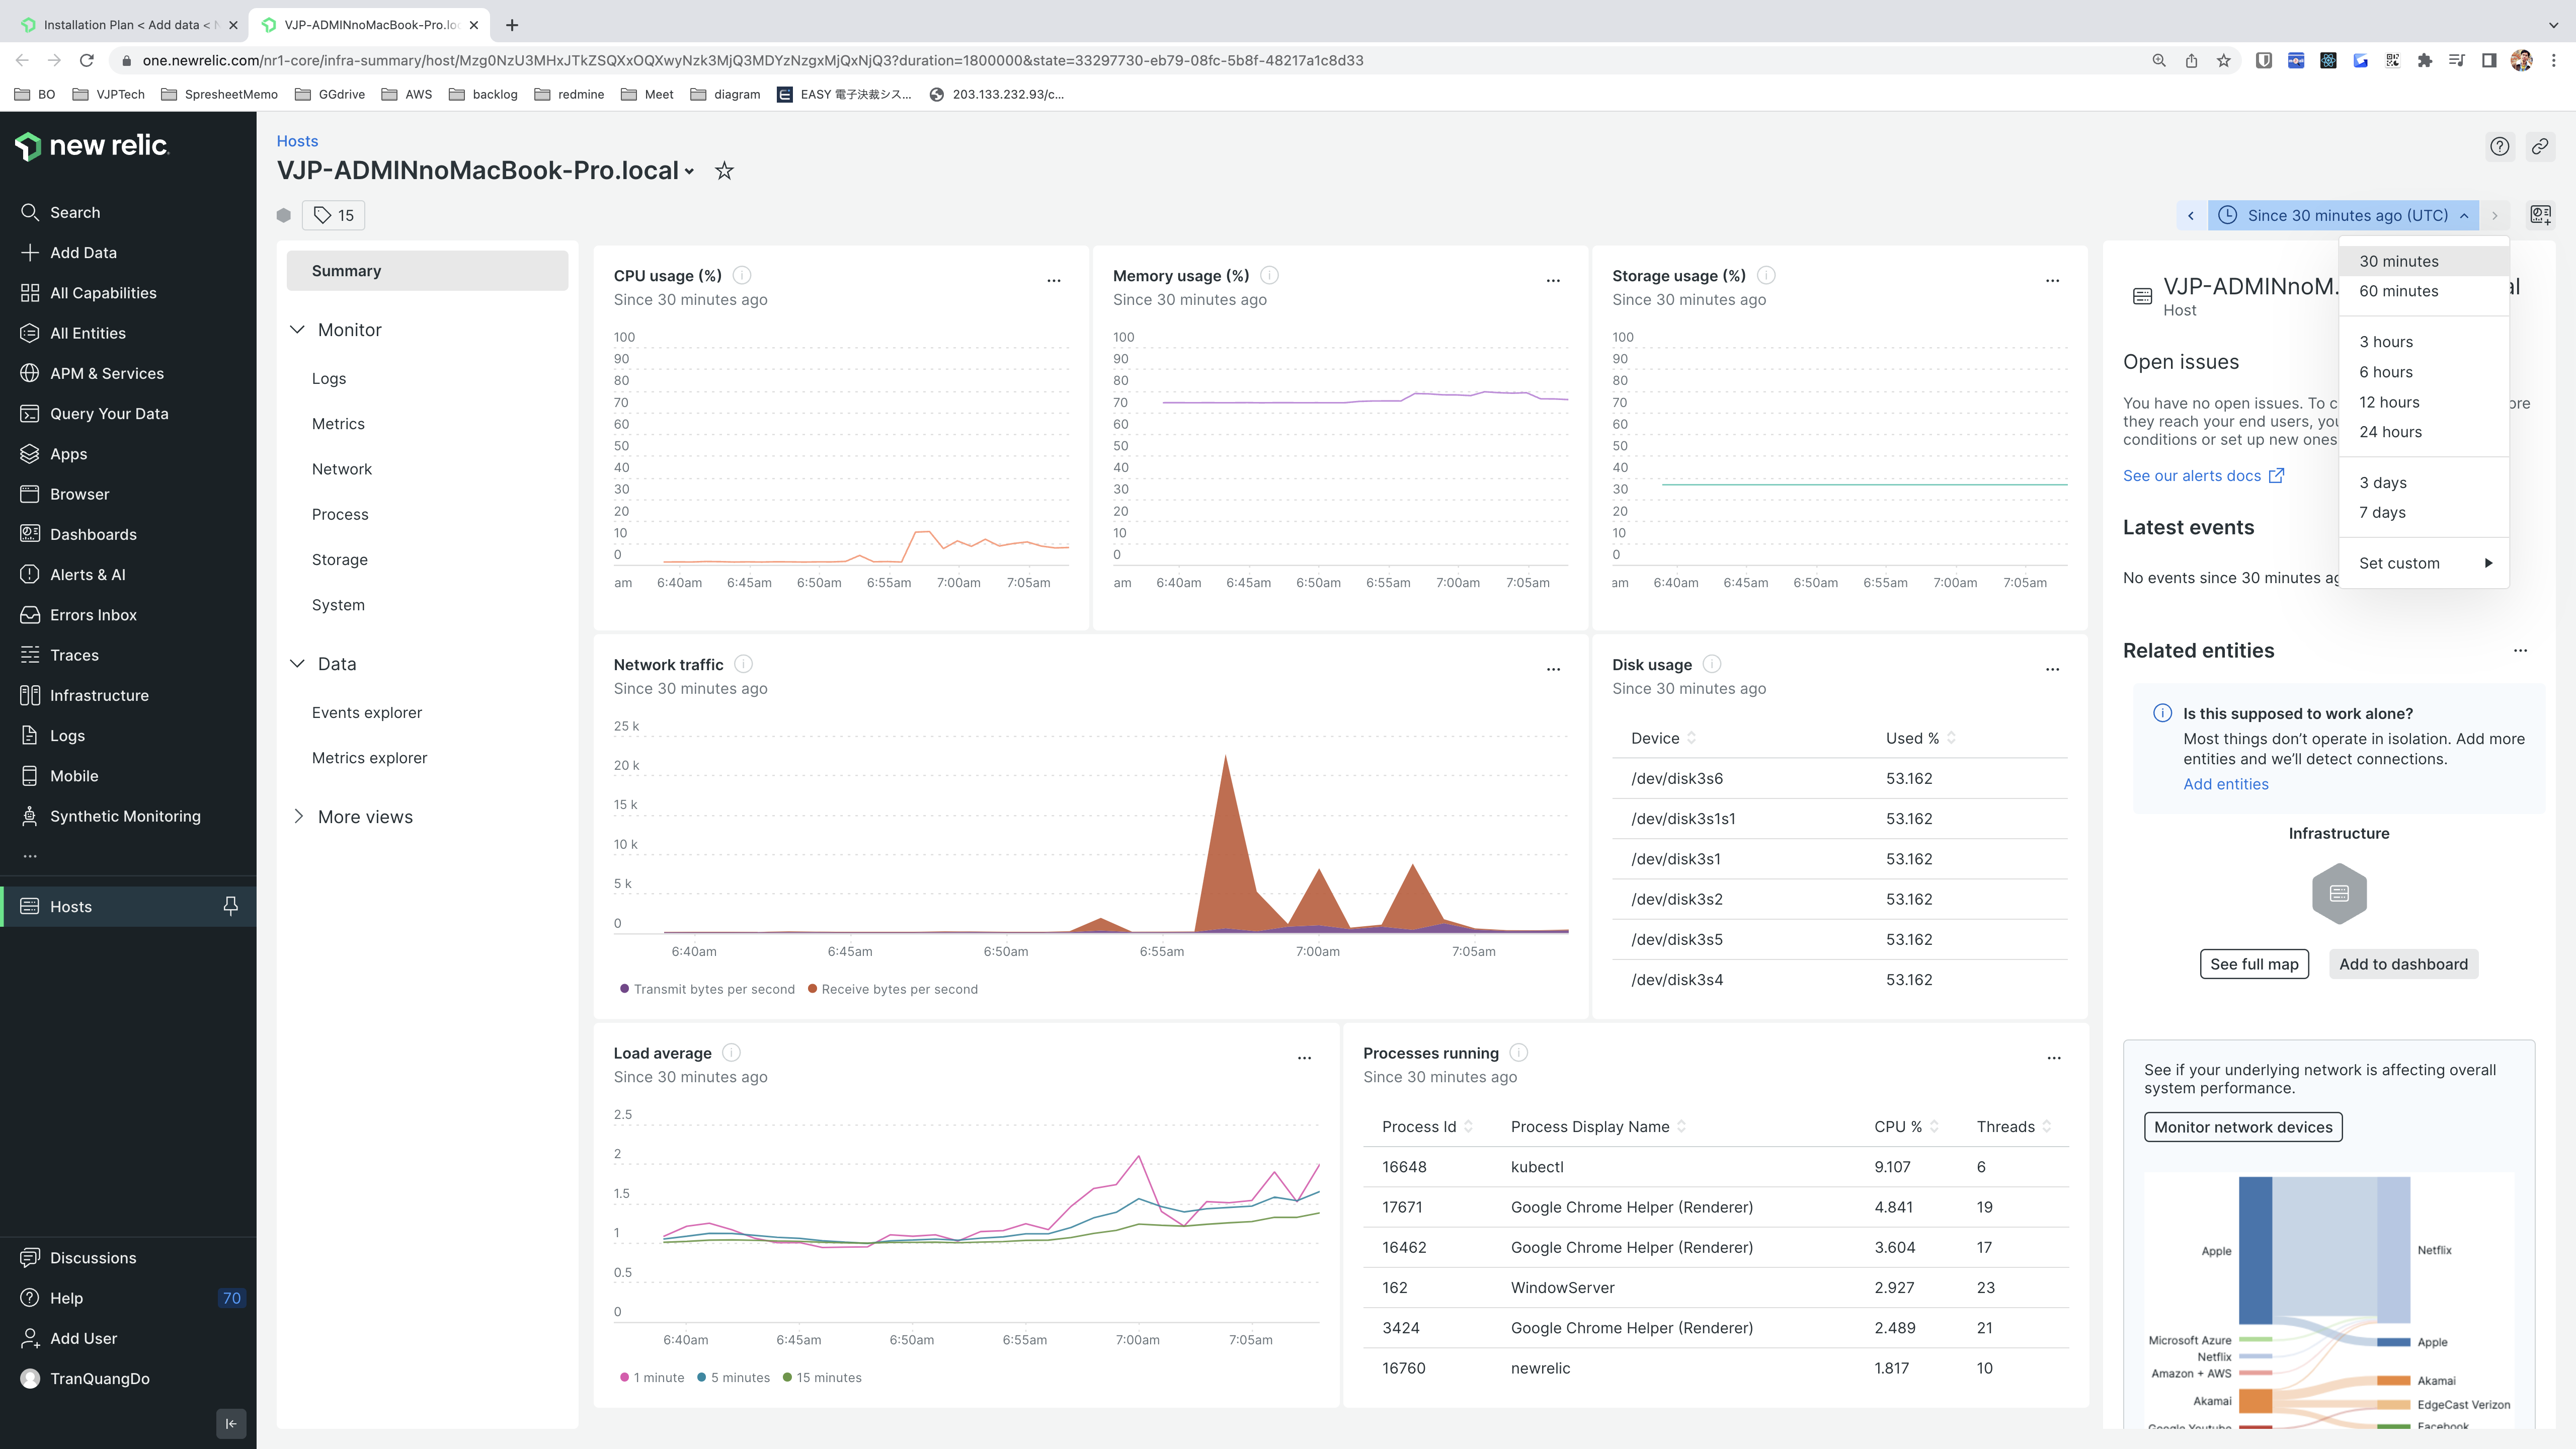 Installation Plan < Add data < N
VJP-ADMINnoMacBook-Pro.loc
one.newrelic.com/nr1-core/infra-summary/host/Mzg0NzU3MHxJTkZSQXxOQXwyNzk3MjQ3MDYzNzgxMjQxNjQ3?duration=1800000&state=33297730-eb79-08fc-5b8f-48217a1c8d33
BO VJPTech SpresheetMemo GGdrive AWS backlog redmine Meet diagram EASY 電子決裁シス... 203.133.232.93/c...
new relic
Search
Add Data
All Capabilities
All Entities
APM & Services
Query Your Data
Apps
Browser
Dashboards
Alerts & AI
Errors Inbox
Traces
Infrastructure
Logs
Mobile
Synthetic Monitoring
...
Hosts
Discussions
Help 70
Add User
TranQuangDo
Hosts
VJP-ADMINnoMacBook-Pro.local
15
Since 30 minutes ago (UTC)
30 minutes
60 minutes
3 hours
6 hours
12 hours
24 hours
3 days
7 days
Set custom
Summary
Monitor
Logs
Metrics
Network
Process
Storage
System
Data
Events explorer
Metrics explorer
More views
CPU usage (%)
Since 30 minutes ago
100
90
80
70
60
50
40
30
20
10
0
am 6:40am 6:45am 6:50am 6:55am 7:00am 7:05am
Memory usage (%)
Since 30 minutes ago
100
90
80
70
60
50
40
30
20
10
0
am 6:40am 6:45am 6:50am 6:55am 7:00am 7:05am
Storage usage (%)
Since 30 minutes ago
100
90
80
70
60
50
40
30
20
10
0
am 6:40am 6:45am 6:50am 6:55am 7:00am 7:05am
Network traffic
Since 30 minutes ago
25 k
20 k
15 k
10 k
5 k
0
6:40am 6:45am 6:50am 6:55am 7:00am 7:05am
Transmit bytes per second Receive bytes per second
Disk usage
Since 30 minutes ago
Device Used %
/dev/disk3s6 53.162
/dev/disk3s1s1 53.162
/dev/disk3s1 53.162
/dev/disk3s2 53.162
/dev/disk3s5 53.162
/dev/disk3s4 53.162
Load average
Since 30 minutes ago
2.5
2
1.5
1
0.5
0
6:40am 6:45am 6:50am 6:55am 7:00am 7:05am
1 minute 5 minutes 15 minutes
Processes running
Since 30 minutes ago
Process Id Process Display Name CPU % Threads
16648 kubectl 9.107 6
17671 Google Chrome Helper (Renderer) 4.841 19
16462 Google Chrome Helper (Renderer) 3.604 17
162 WindowServer 2.927 23
3424 Google Chrome Helper (Renderer) 2.489 21
16760 newrelic 1.817 10
VJP-ADMINnoM. al
Host
Open issues
You have no open issues. To c ore
they reach your end users, you
conditions or set up new ones
See our alerts docs
Latest events
No events since 30 minutes ag
Related entities
Is this supposed to work alone?
Most things don’t operate in isolation. Add more
entities and we’ll detect connections.
Add entities
Infrastructure
See full map Add to dashboard
See if your underlying network is affecting overall
system performance.
Monitor network devices
Apple Netflix
Microsoft Azure Apple
Netflix
Amazon + AWS Akamai
Akamai EdgeCast Verizon
Google Youtube Facebook